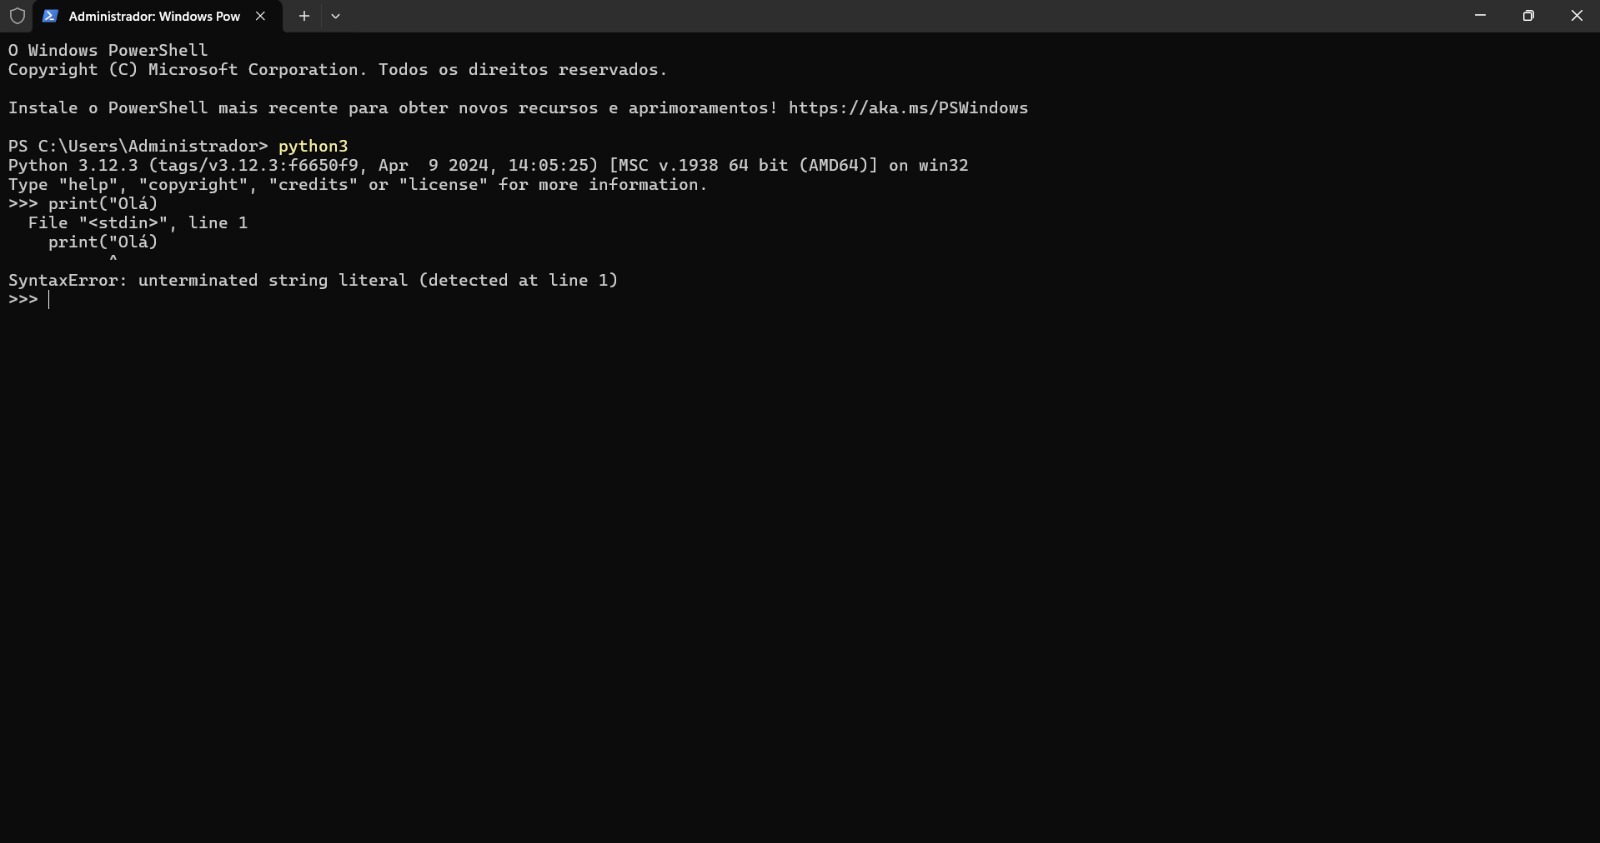 Administrador: Windows Pow
O Windows PowerShell
Copyright (C) Microsoft Corporation. Todos os direitos reservados.
Instale o PowerShell mais recente para obter novos recursos e aprimoramentos! https://aka.ms/PSWindows
PS C:\Users\Administrador> python3
Python 3.12.3 (tags/v3.12.3:f6650f9, Apr  9 2024, 14:05:25) [MSC v.1938 64 bit (AMD64)] on win32
Type "help", "copyright", "credits" or "license" for more information.
>>> print("Olá)
  File "<stdin>", line 1
    print("Olá)
          ^
SyntaxError: unterminated string literal (detected at line 1)
>>>